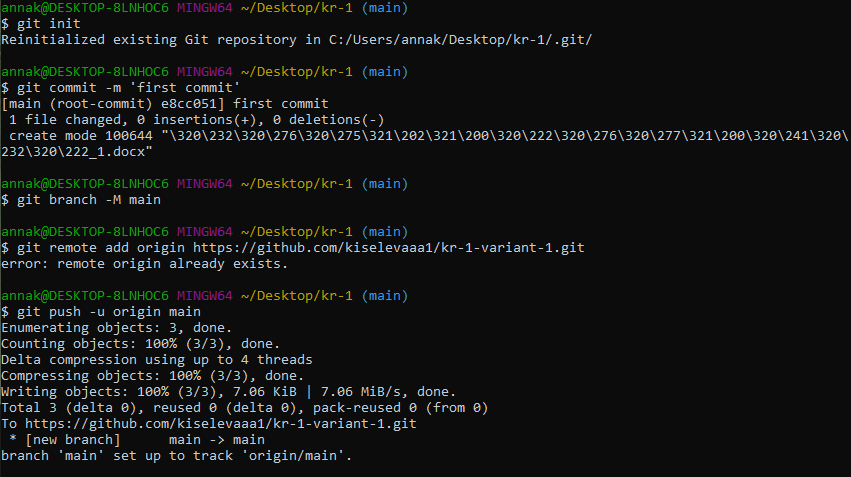 annak@DESKTOP-8LNHOC6 MINGW64 ~/Desktop/kr-1 (main)
$ git init
Reinitialized existing Git repository in C:/Users/annak/Desktop/kr-1/.git/
annak@DESKTOP-8LNHOC6 MINGW64 ~/Desktop/kr-1 (main)
$ git commit -m 'first commit'
[main (root-commit) e8cc051] first commit
 1 file changed, 0 insertions(+), 0 deletions(-)
 create mode 100644 "\320\232\320\276\320\275\321\202\321\200\320\222\320\276\320\277\321\200\320\241\320\
232\320\222_1.docx"
annak@DESKTOP-8LNHOC6 MINGW64 ~/Desktop/kr-1 (main)
$ git branch -M main
annak@DESKTOP-8LNHOC6 MINGW64 ~/Desktop/kr-1 (main)
$ git remote add origin https://github.com/kiselevaaa1/kr-1-variant-1.git
error: remote origin already exists.
annak@DESKTOP-8LNHOC6 MINGW64 ~/Desktop/kr-1 (main)
$ git push -u origin main
Enumerating objects: 3, done.
Counting objects: 100% (3/3), done.
Delta compression using up to 4 threads
Compressing objects: 100% (3/3), done.
Writing objects: 100% (3/3), 7.06 KiB | 7.06 MiB/s, done.
Total 3 (delta 0), reused 0 (delta 0), pack-reused 0 (from 0)
To https://github.com/kiselevaaa1/kr-1-variant-1.git
 * [new branch]      main -> main
branch 'main' set up to track 'origin/main'.